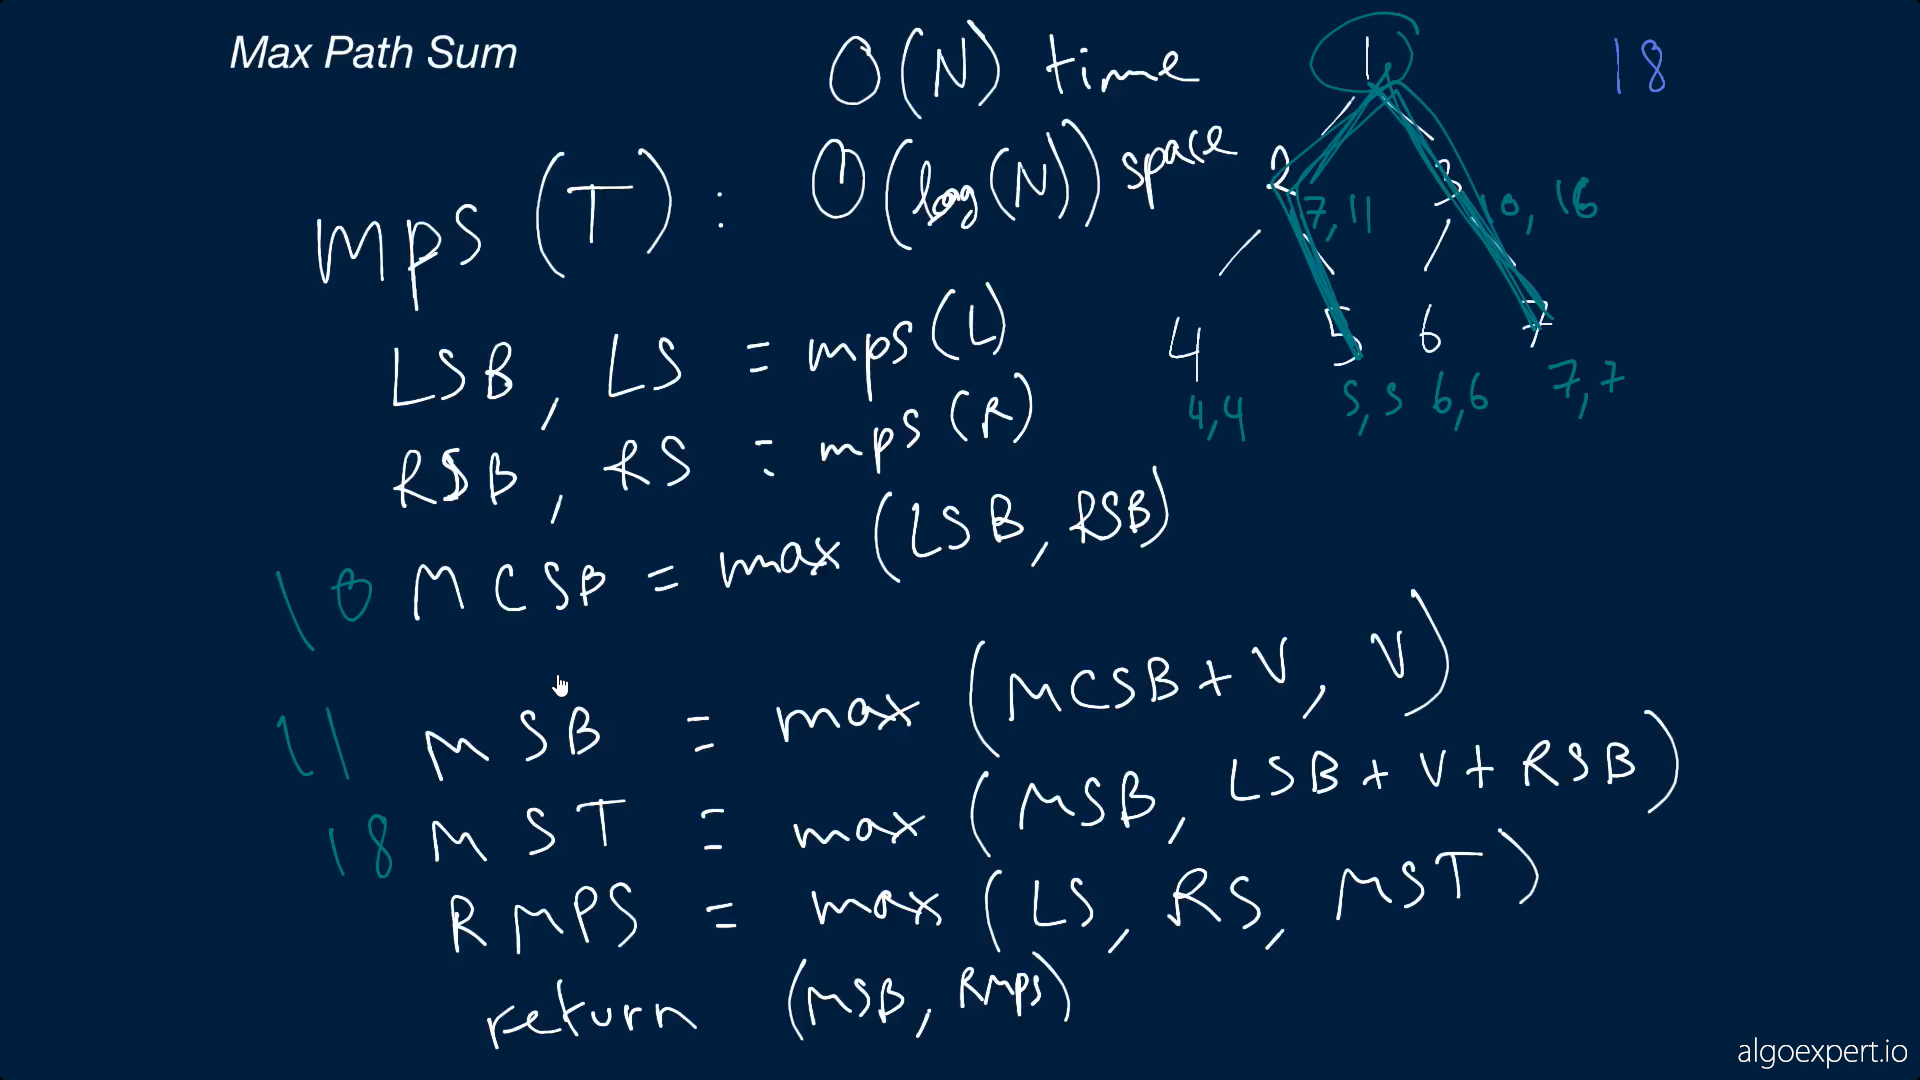 Max Path Sum
O(N) time
O(log(N)) space
mps(T):
LSB, LS = mps(L)
RSB, RS = mps(R)
10 MCSB = max(LSB, RSB)
11 MSB = max(MCSB + V, V)
18 MST = max(MSB, LSB + V + RSB)
RMPS = max(LS, RS, MST)
return (MSB, RMPS)
1
18
2
3
7, 11
10, 16
4
5
6
7
4,4
5,5
6,6
7,7
algoexpert.io